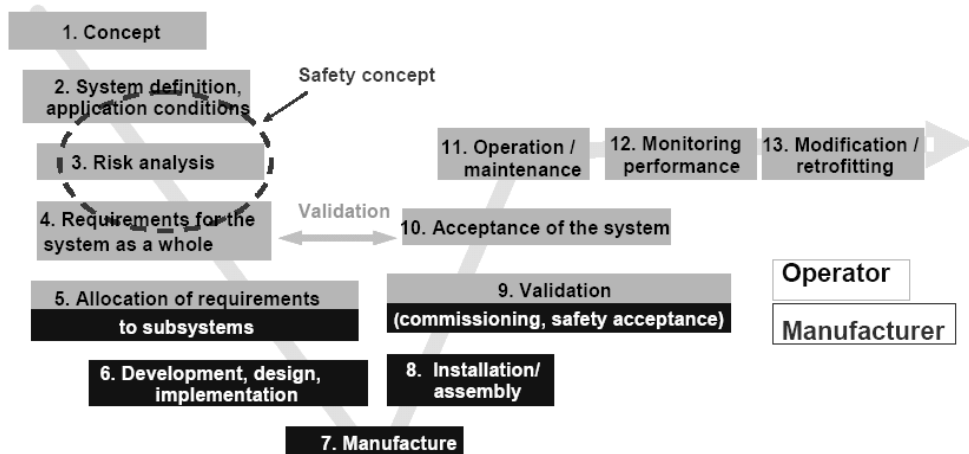 1. Concept
2. System definition,
application conditions
Safety concept
3. Risk analysis
4. Requirements for the
system as a whole
Validation
5. Allocation of requirements
to subsystems
6. Development, design,
implementation
7. Manufacture
8. Installation/
assembly
9. Validation
(commissioning, safety acceptance)
10. Acceptance of the system
11. Operation /
maintenance
12. Monitoring
performance
13. Modification /
retrofitting
Operator
Manufacturer